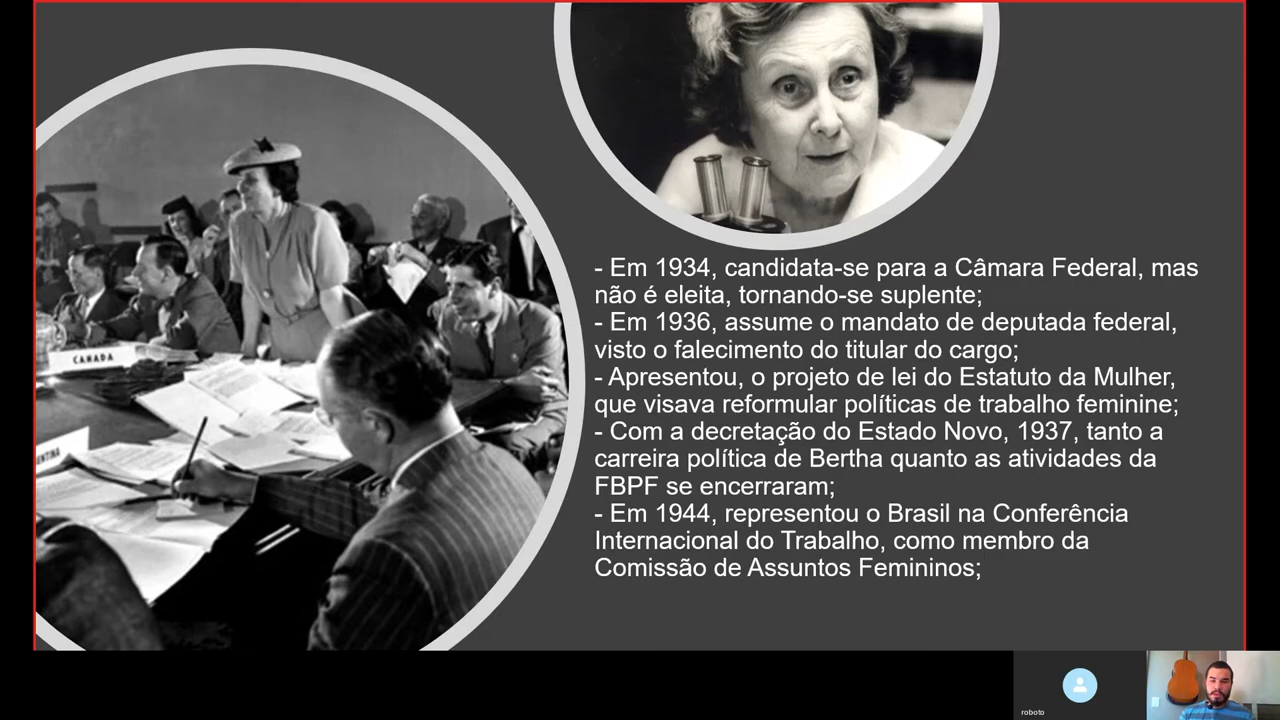 - Em 1934, candidata-se para a Câmara Federal, mas
não é eleita, tornando-se suplente;
- Em 1936, assume o mandato de deputada federal,
visto o falecimento do titular do cargo;
- Apresentou, o projeto de lei do Estatuto da Mulher,
que visava reformular políticas de trabalho feminine;
- Com a decretação do Estado Novo, 1937, tanto a
carreira política de Bertha quanto as atividades da
FBPF se encerraram;
- Em 1944, representou o Brasil na Conferência
Internacional do Trabalho, como membro da
Comissão de Assuntos Femininos;
CANADA
ENTINA
roboto